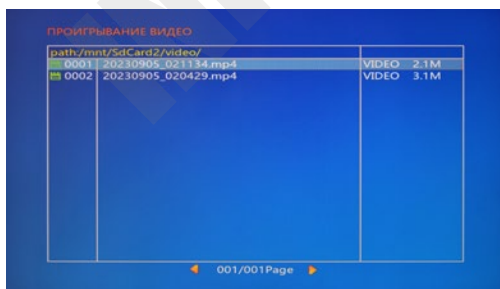 ПРОИГРЫВАНИЕ ВИДЕО
path:/mnt/SdCard2/video/
0001 20230905_021134.mp4 VIDEO 2.1M
0002 20230905_020429.mp4 VIDEO 3.1M
001/001Page